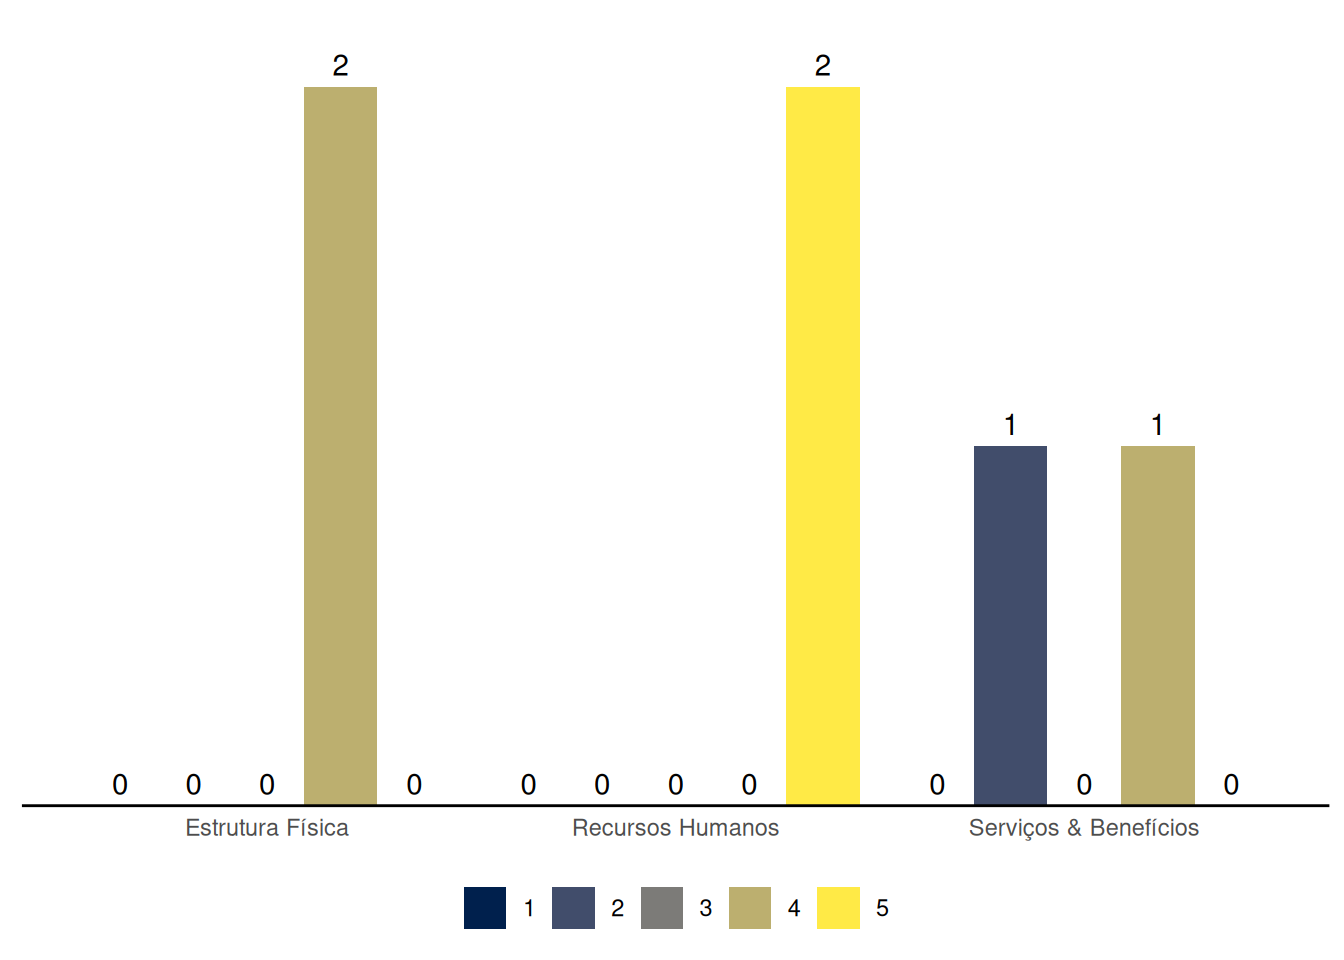 2 2
1 1
0 0 0 0 0 0 0 0 0 0 0
Estrutura Física Recursos Humanos Serviços & Benefícios
1 2 3 4 5